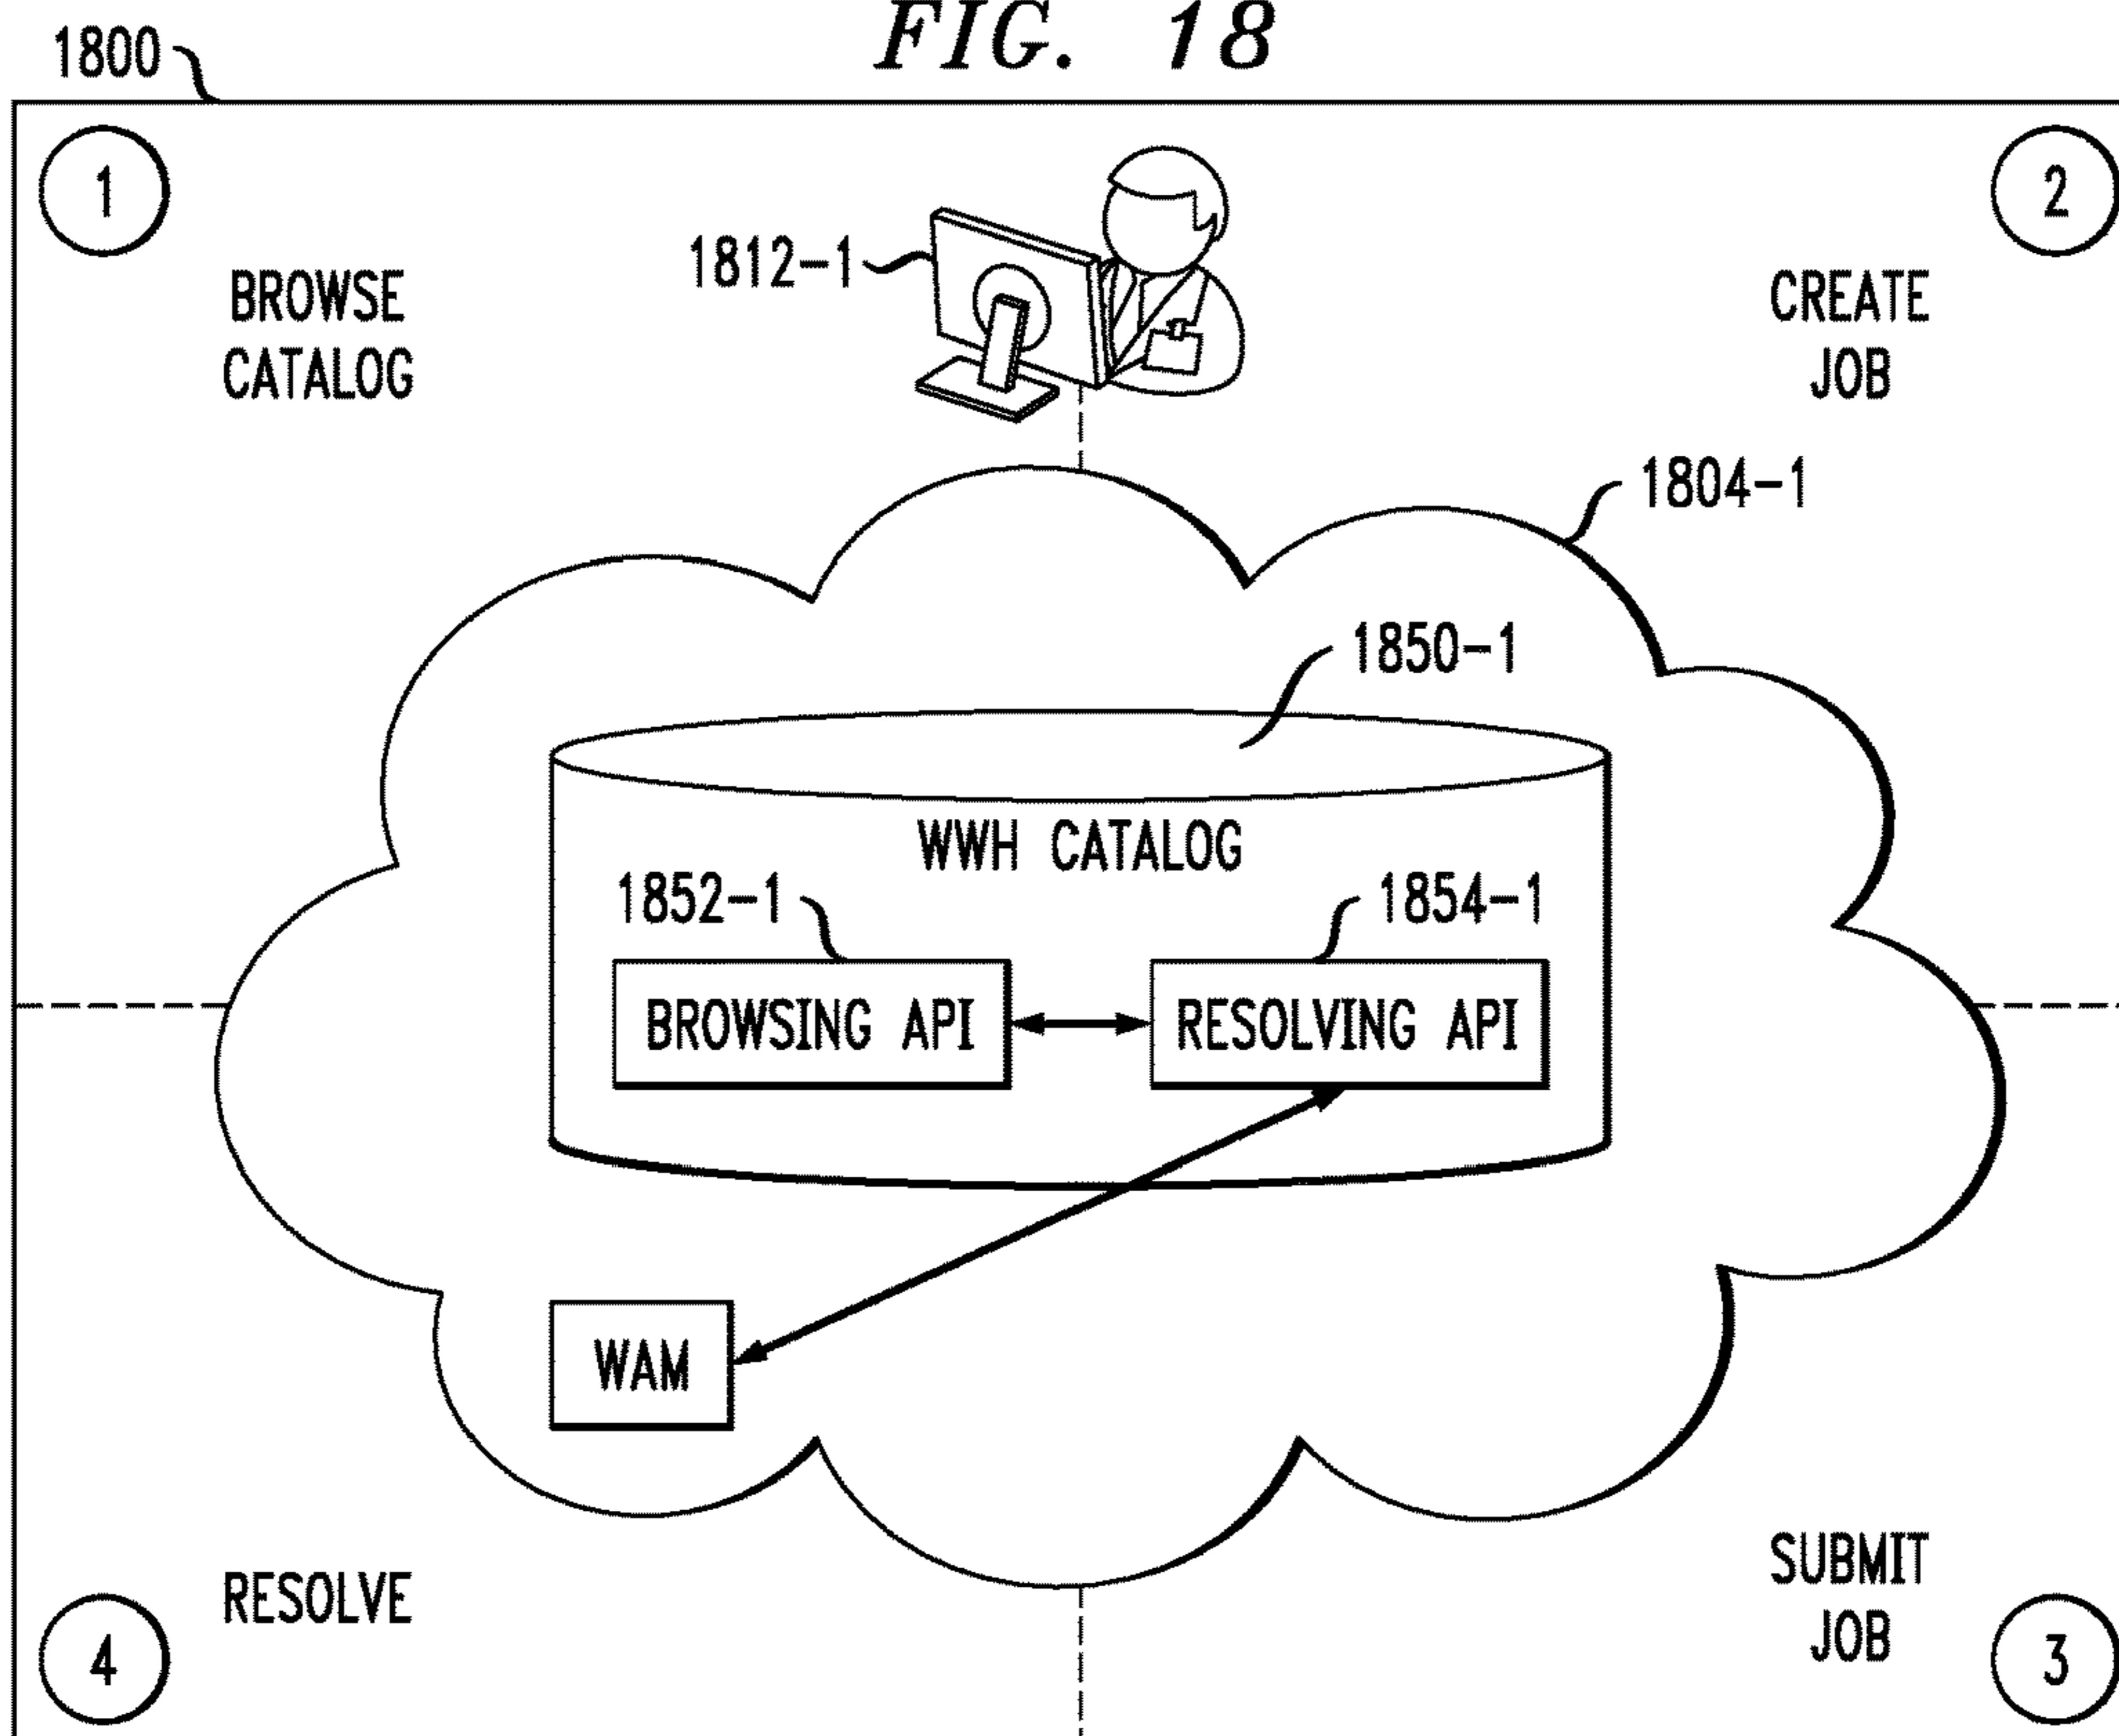 FIG. 18
1800
1
2
1812-1
BROWSE
CATALOG
CREATE
JOB
1804-1
1850-1
WWH CATALOG
1852-1
1854-1
BROWSING API
RESOLVING API
WAM
RESOLVE
SUBMIT
JOB
4
3